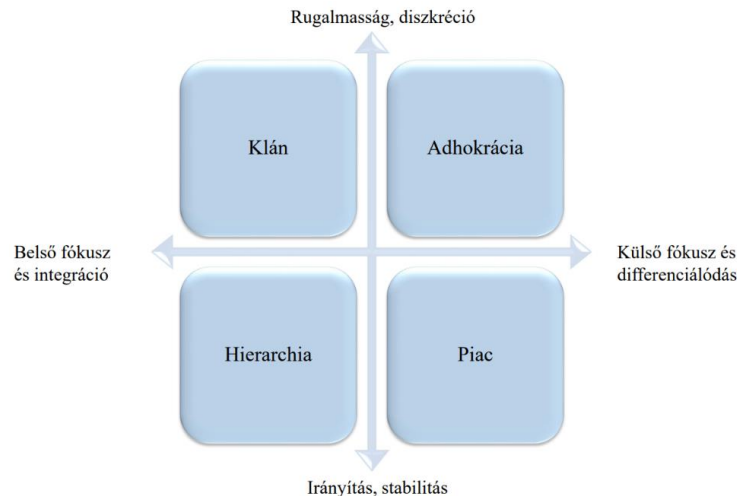 Rugalmasság, diszkréció
Klán
Adhokrácia
Belső fókusz
és integráció
Külső fókusz és
differenciálódás
Hierarchia
Piac
Irányítás, stabilitás